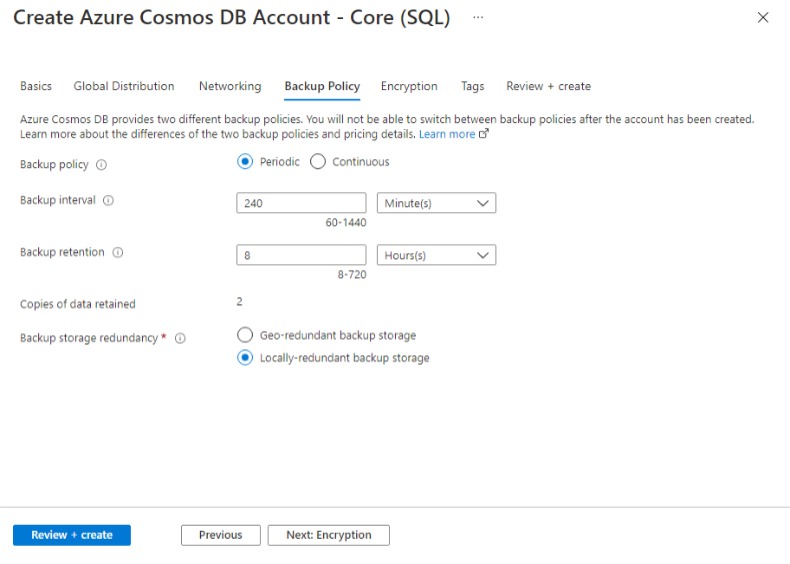 Create Azure Cosmos DB Account - Core (SQL) ...
Basics Global Distribution Networking Backup Policy Encryption Tags Review + create
Azure Cosmos DB provides two different backup policies. You will not be able to switch between backup policies after the account has been created.
Learn more about the differences of the two backup policies and pricing details. Learn more
Backup policy Periodic Continuous
Backup interval 240 Minute(s)
60-1440
Backup retention 8 Hours(s)
8-720
Copies of data retained 2
Backup storage redundancy * Geo-redundant backup storage
Locally-redundant backup storage
Review + create Previous Next: Encryption